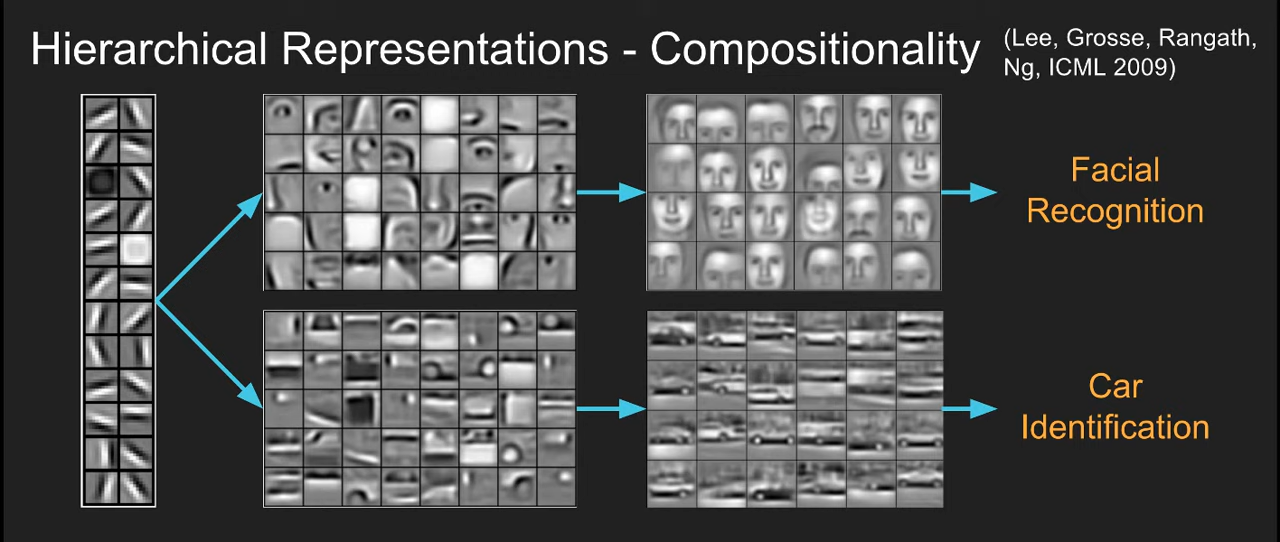 Hierarchical Representations - Compositionality
(Lee, Grosse, Rangath,
Ng, ICML 2009)
Facial
Recognition
Car
Identification